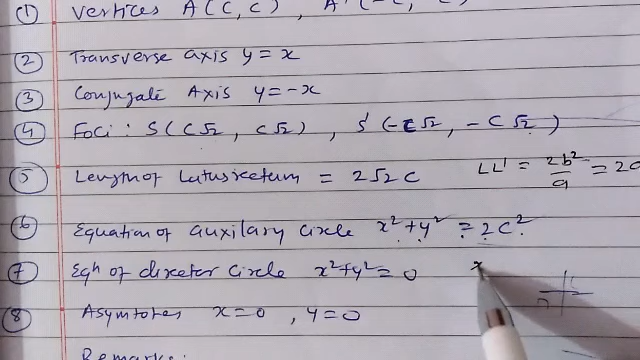 (1) Vertices A(C, C) , A'(-C, -C)
(2) Transverse axis y = x
(3) Conjugate Axis y = -x
(4) Foci : S(C√2 , C√2) , S'(-C√2 , -C√2)
(5) Length of Latusrectum = 2√2 C LL' = 2b²/a = 2a
(6) Equation of auxilary Circle x² + y² = 2C²
(7) Eqn of director Circle x² + y² = 0 x
(8) Asymtotes x = 0 , y = 0
Remarks: